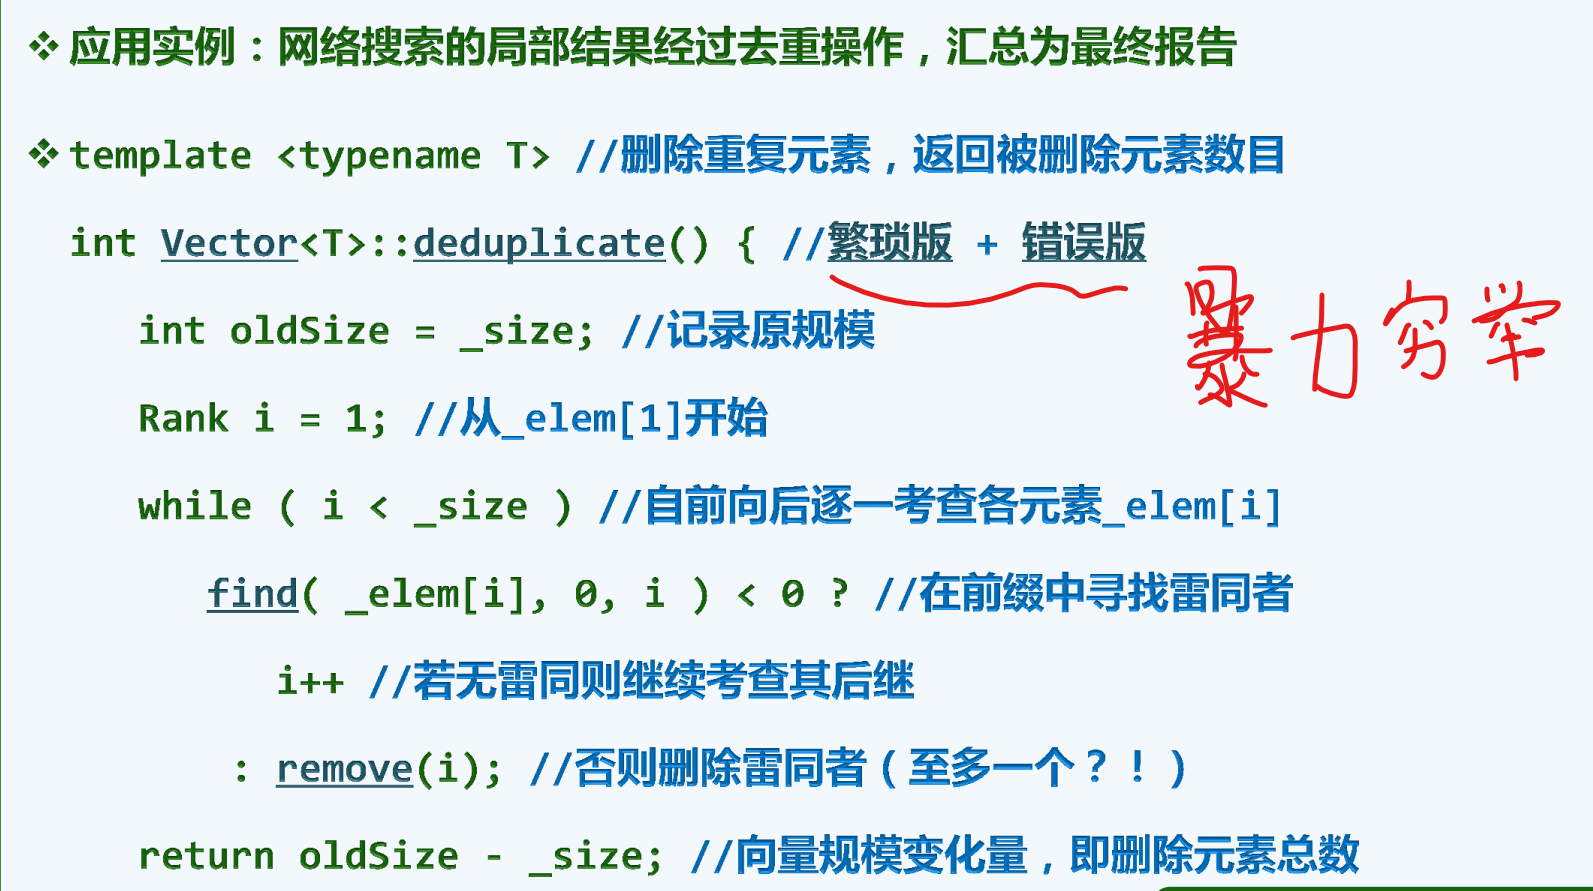 ❖ 应用实例：网络搜索的局部结果经过去重操作，汇总为最终报告
❖ template <typename T> //删除重复元素，返回被删除元素数目
int Vector<T>::deduplicate() { //繁琐版 + 错误版
暴力穷举
int oldSize = _size; //记录原规模
Rank i = 1; //从_elem[1]开始
while ( i < _size ) //自前向后逐一考查各元素_elem[i]
find( _elem[i], 0, i ) < 0 ? //在前缀中寻找雷同者
i++ //若无雷同则继续考查其后继
: remove(i); //否则删除雷同者（至多一个？！）
return oldSize - _size; //向量规模变化量，即删除元素总数